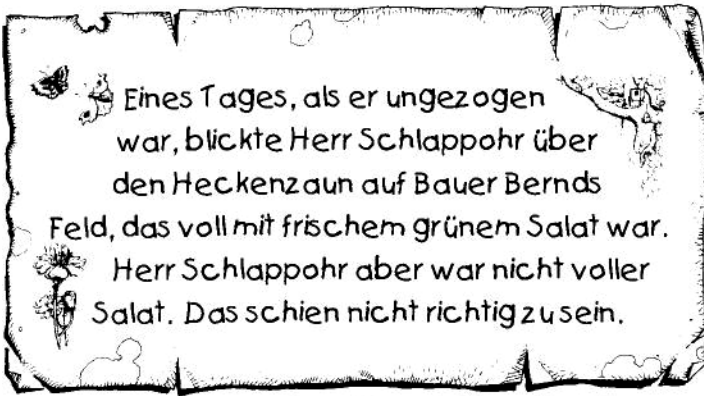 Eines Tages, als er ungezogen
war, blickte Herr Schlappohr über
den Heckenzaun auf Bauer Bernds
Feld, das voll mit frischem grünem Salat war.
Herr Schlappohr aber war nicht voller
Salat. Das schien nicht richtig zu sein.